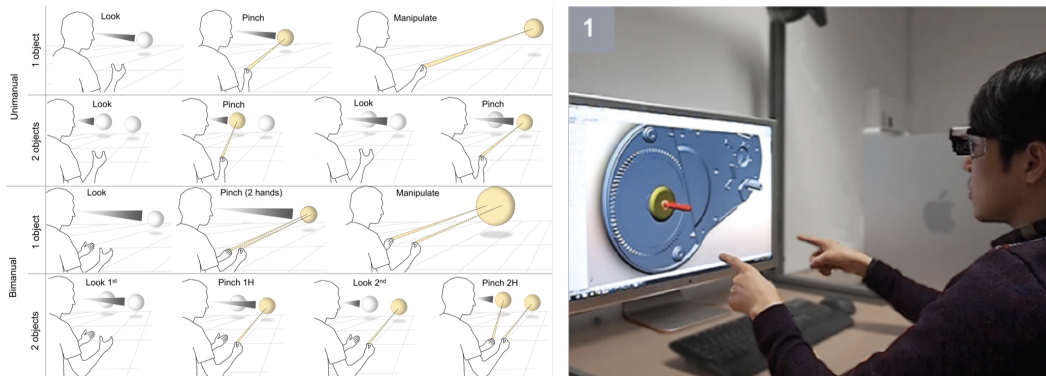 Look Pinch Manipulate
1 object
Unimanual
Look Pinch Look Pinch
2 objects
Look Pinch (2 hands) Manipulate
1 object
Bimanual
Look 1st Pinch 1H Look 2nd Pinch 2H
2 objects
1